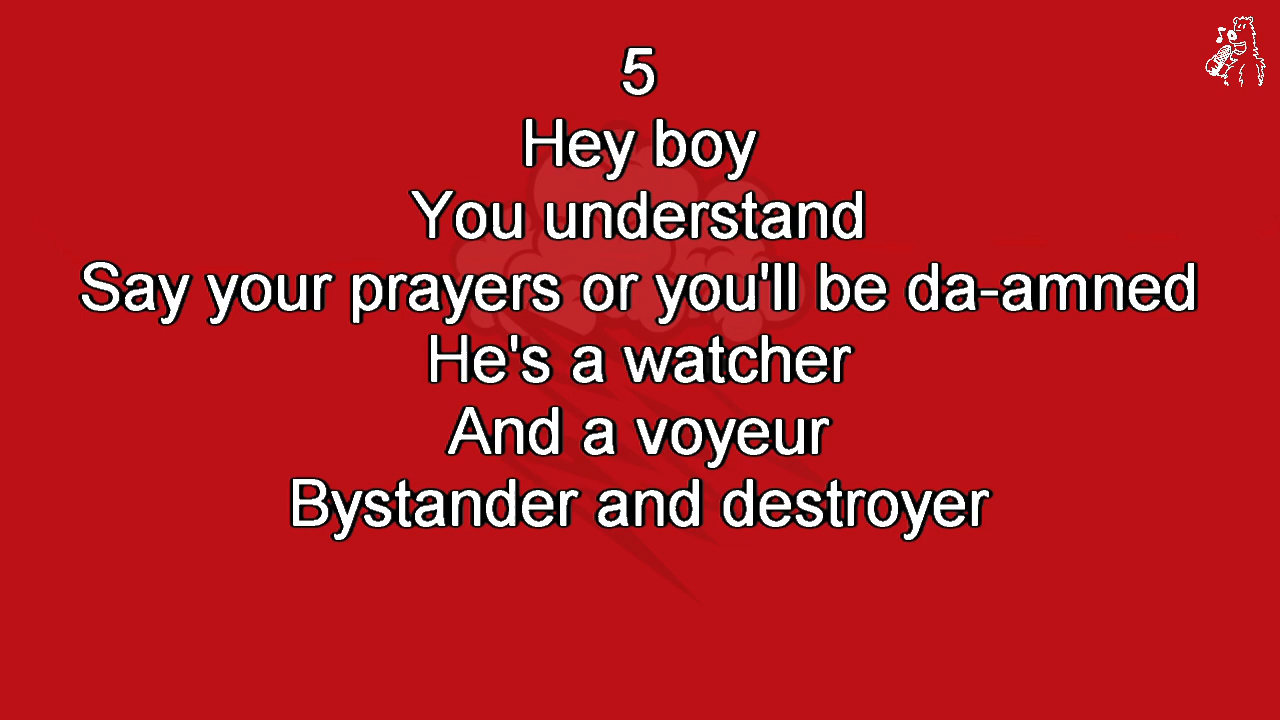 5
Hey boy
You understand
Say your prayers or you'll be da-amned
He's a watcher
And a voyeur
Bystander and destroyer